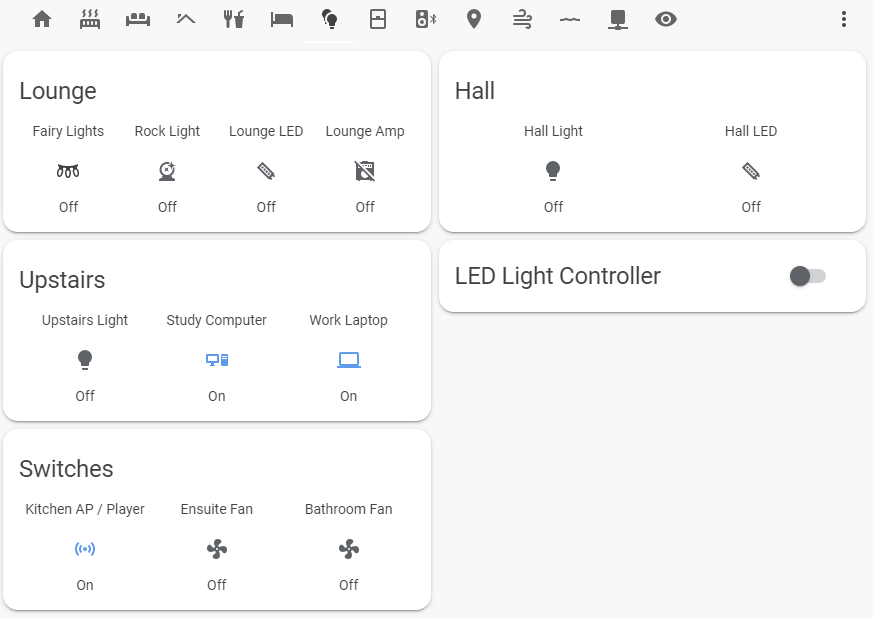 Lounge
Fairy Lights Rock Light Lounge LED Lounge Amp
Off Off Off Off
Hall
Hall Light Hall LED
Off Off
Upstairs
Upstairs Light Study Computer Work Laptop
Off On On
LED Light Controller
Switches
Kitchen AP / Player Ensuite Fan Bathroom Fan
On Off Off